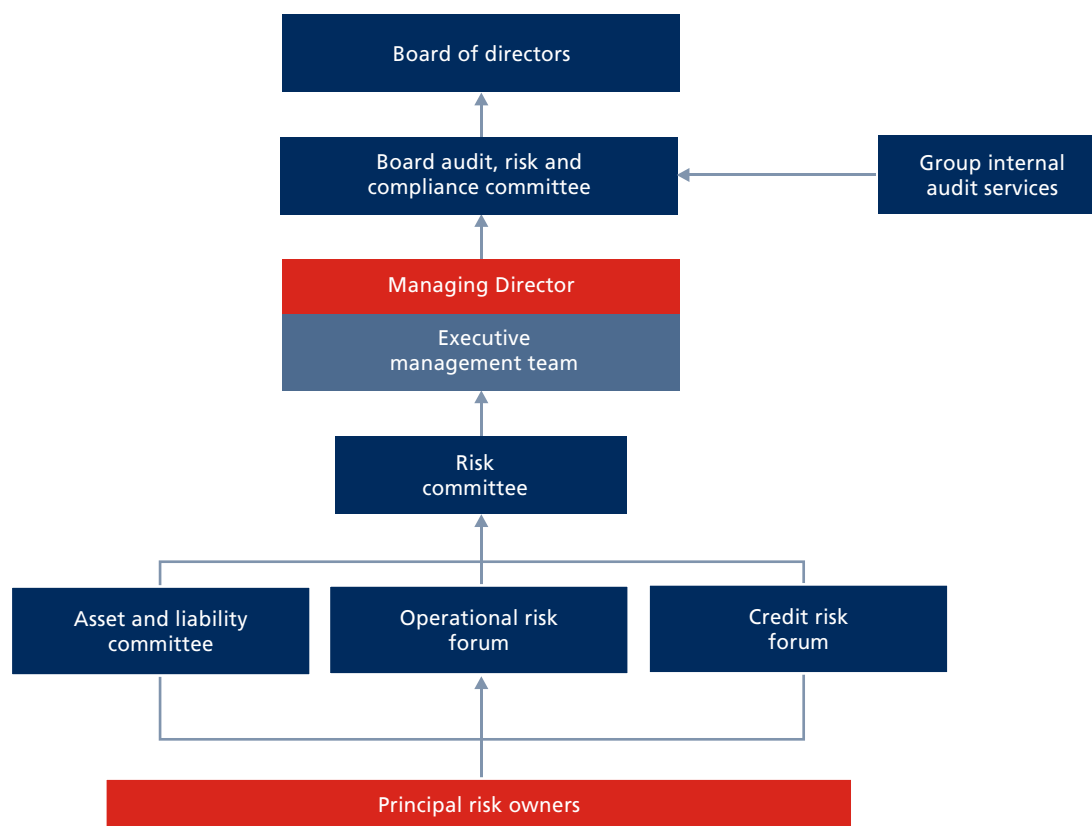 Board of directors
Board audit, risk and
compliance committee
Group internal
audit services
Managing Director
Executive
management team
Risk
committee
Asset and liability
committee
Operational risk
forum
Credit risk
forum
Principal risk owners